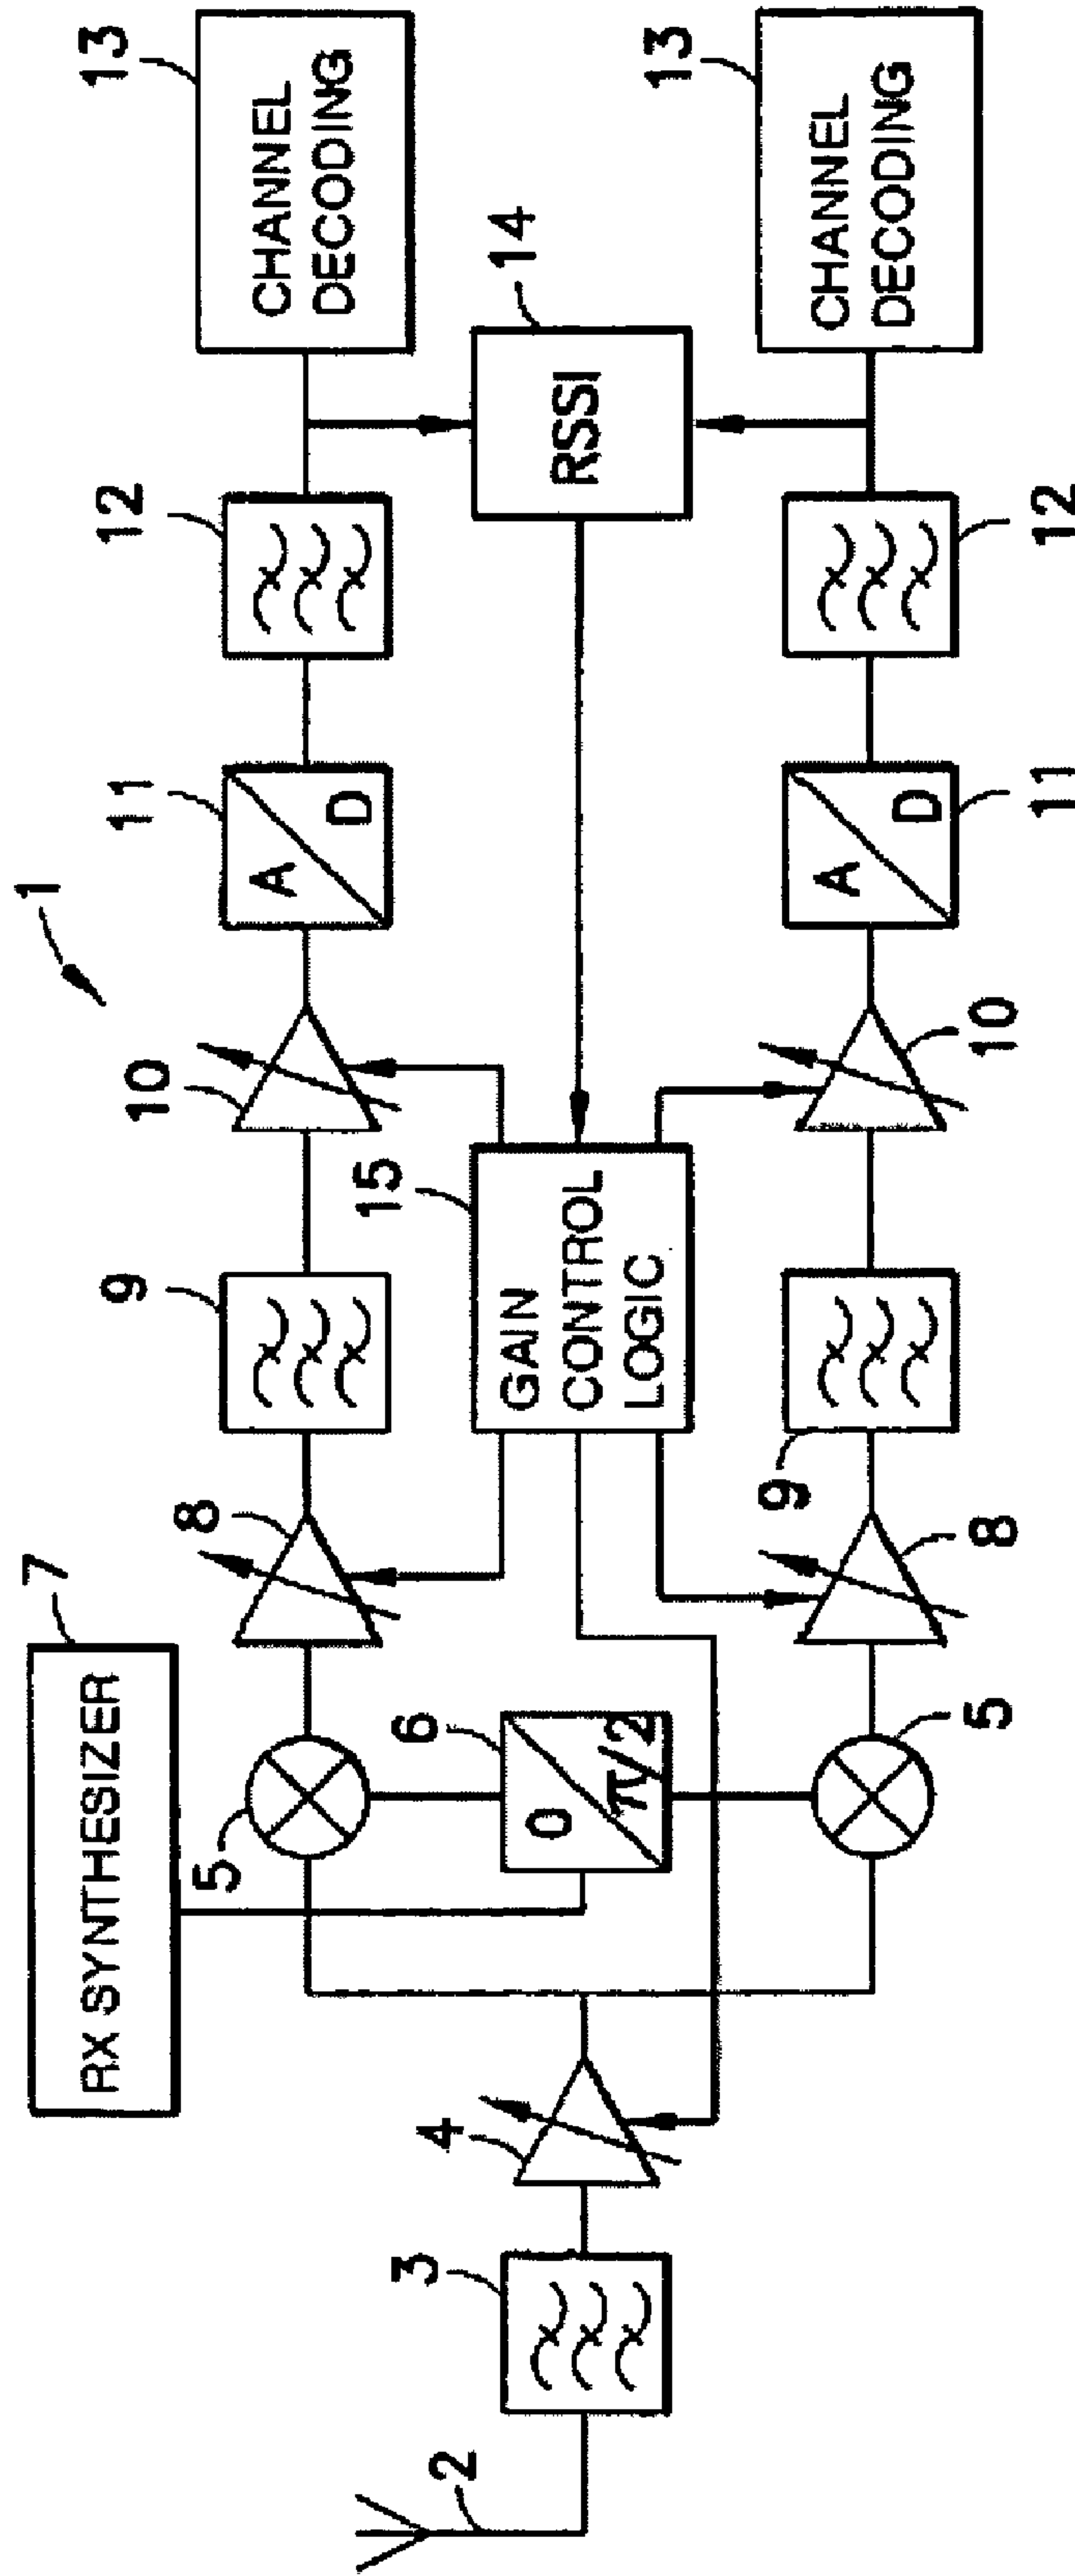 1
7
RX SYNTHESIZER
13
CHANNEL
DECODING
12
11
A
D
10
9
8
5
14
RSSI
15
GAIN
CONTROL
LOGIC
6
0
π/2
4
3
2
13
CHANNEL
DECODING
12
11
A
D
10
9
8
5